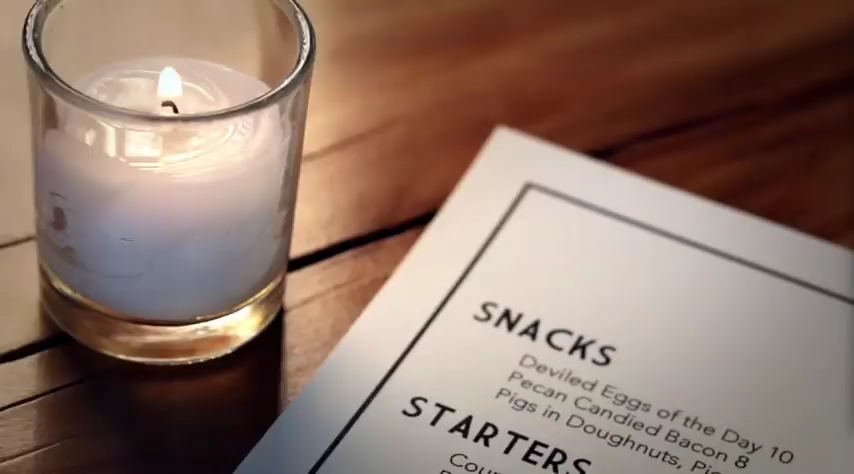 SNACKS
Deviled Eggs of the Day 10
Pecan Candied Bacon 8
Pigs in Doughnuts,
STARTERS